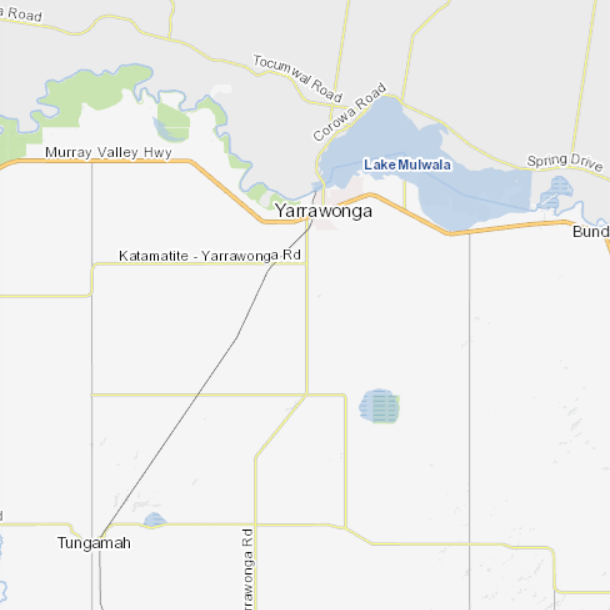 a Road
Tocumwal Road
Corowa Road
Murray Valley Hwy
Lake Mulwala
Spring Drive
Yarrawonga
Bund
Katamatite - Yarrawonga Rd
d
Tungamah
rrawonga Rd